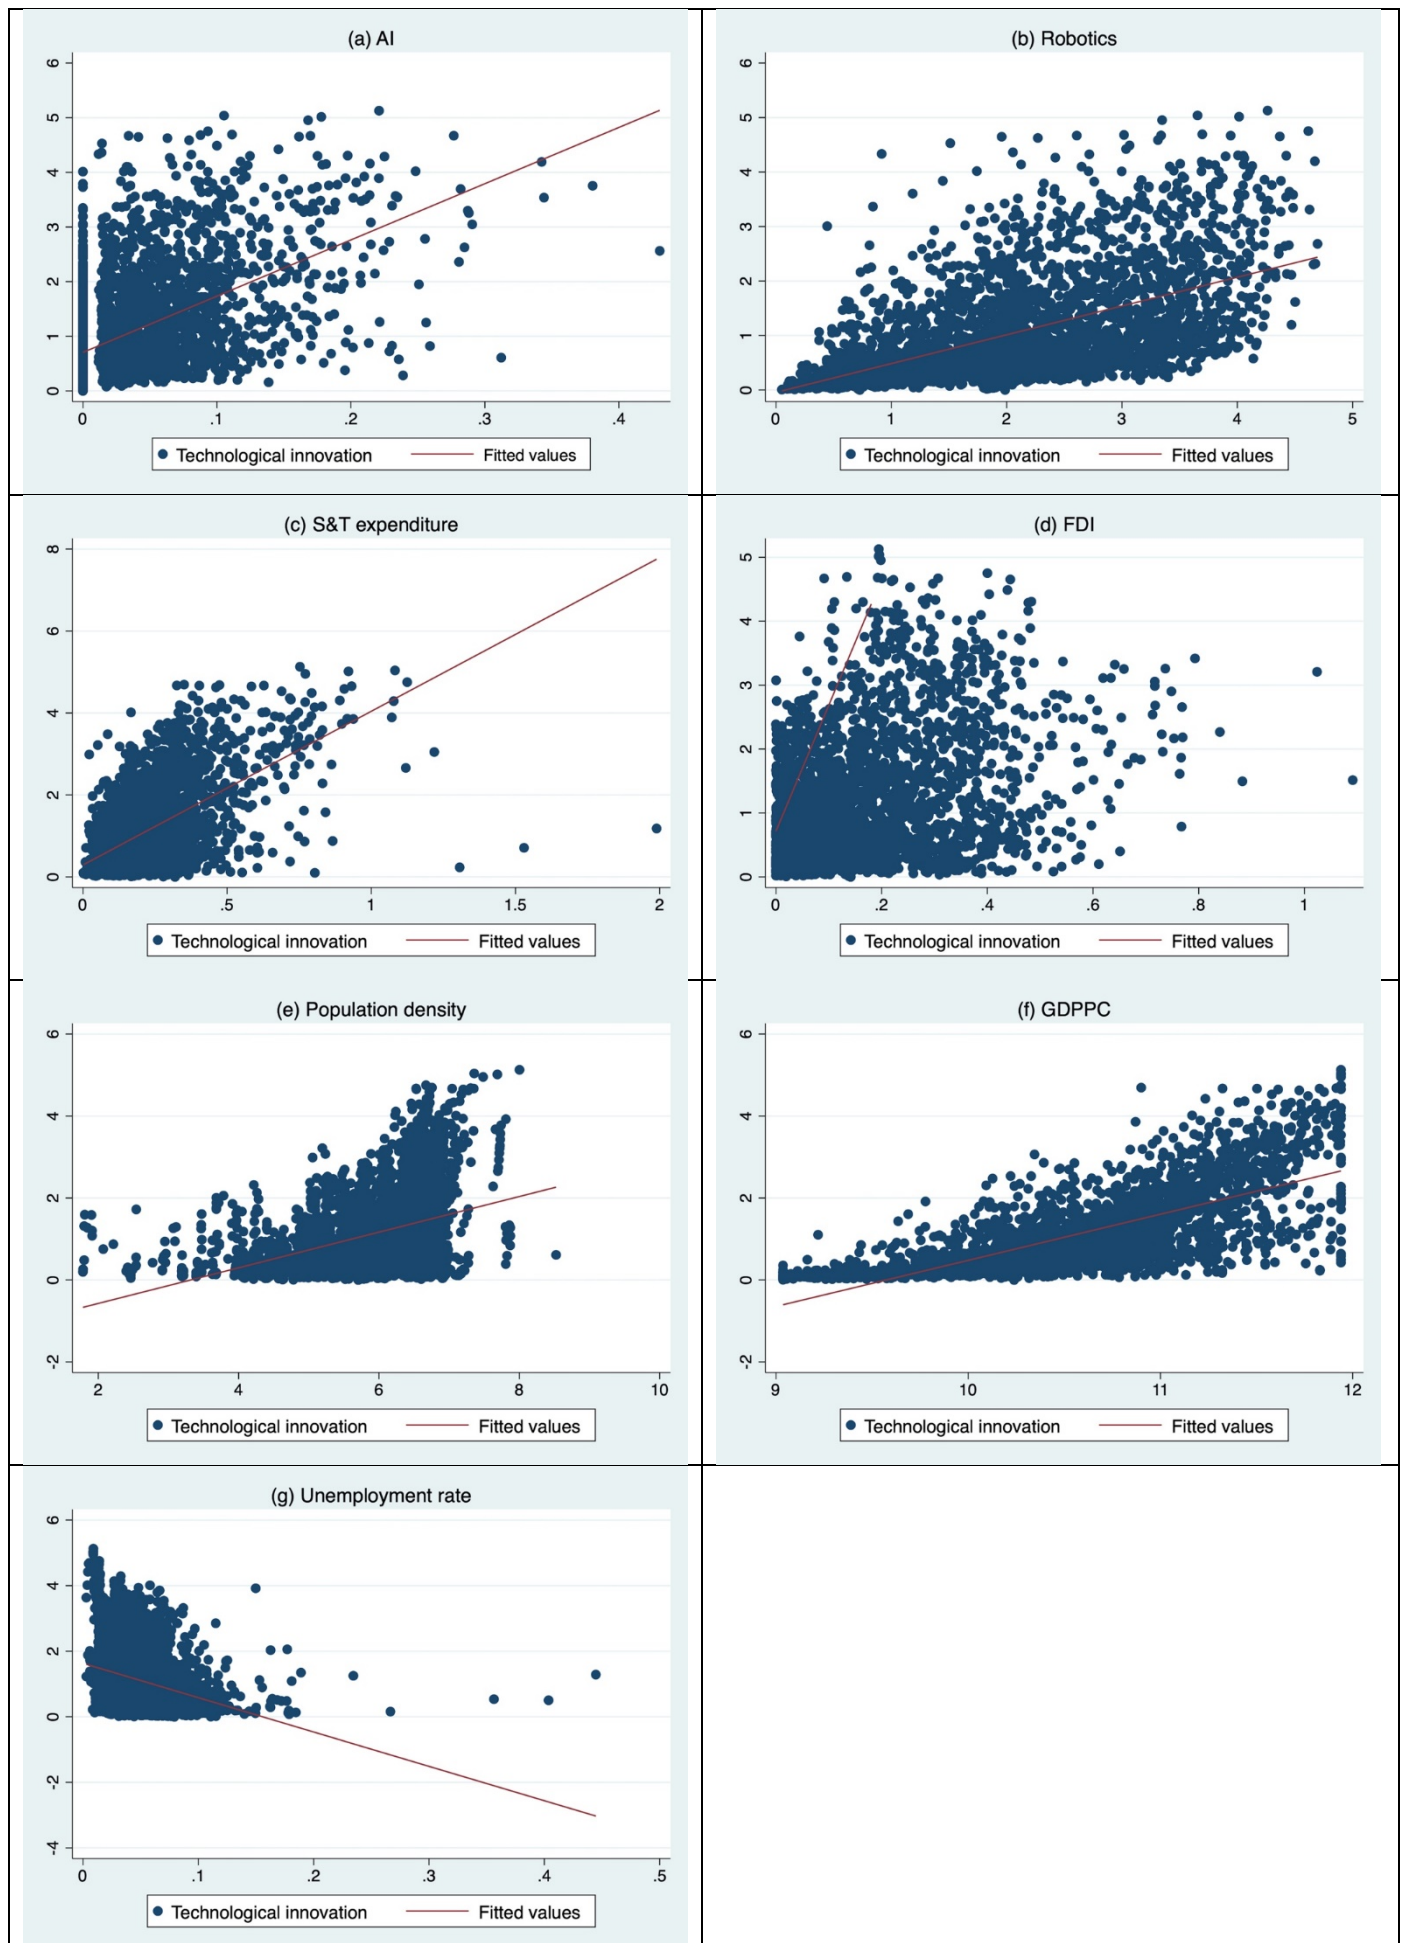 (a) AI
6
5
4
3
2
1
0
0 .1 .2 .3 .4
Technological innovation Fitted values
(b) Robotics
6
5
4
3
2
1
0
0 1 2 3 4 5
Technological innovation Fitted values
(c) S&T expenditure
8
6
4
2
0
0 .5 1 1.5 2
Technological innovation Fitted values
(d) FDI
5
4
3
2
1
0
0 .2 .4 .6 .8 1
Technological innovation Fitted values
(e) Population density
6
4
2
0
-2
2 4 6 8 10
Technological innovation Fitted values
(f) GDPPC
6
4
2
0
-2
9 10 11 12
Technological innovation Fitted values
(g) Unemployment rate
6
4
2
0
-2
-4
0 .1 .2 .3 .4 .5
Technological innovation Fitted values